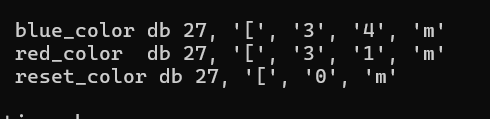 blue_color db 27, '[', '3', '4', 'm'
red_color  db 27, '[', '3', '1', 'm'
reset_color db 27, '[', '0', 'm'